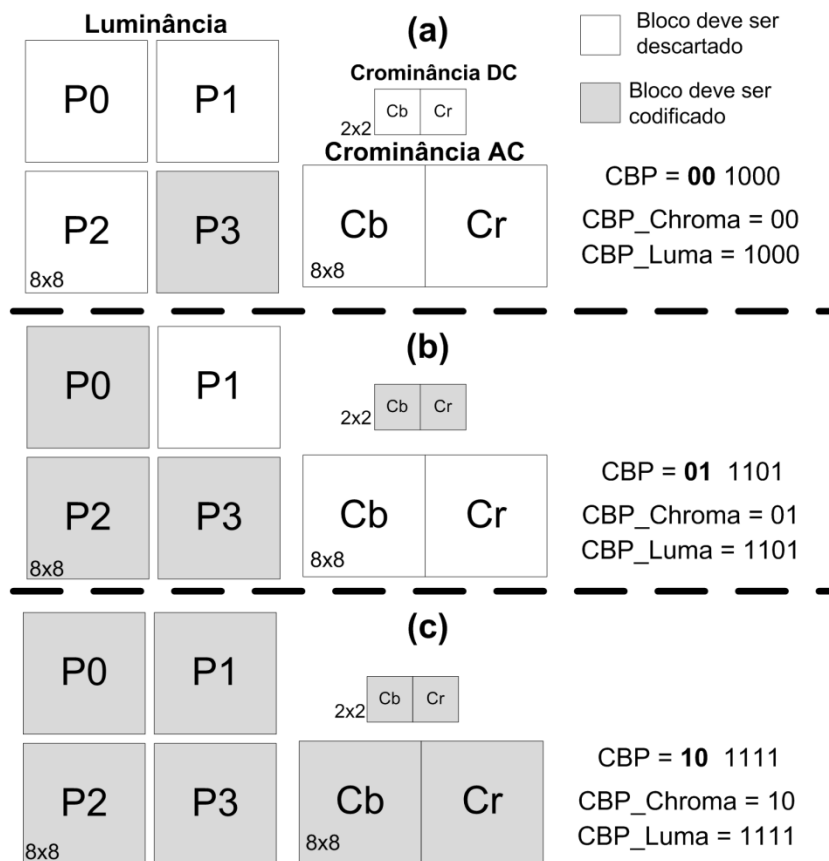 Luminância
(a)
Bloco deve ser
descartado
P0
P1
Crominância DC
2x2
Cb
Cr
Bloco deve ser
codificado
Crominância AC
P2
8x8
P3
Cb
8x8
Cr
CBP = 00 1000
CBP_Chroma = 00
CBP_Luma = 1000
(b)
P0
P1
2x2
Cb
Cr
P2
8x8
P3
Cb
8x8
Cr
CBP = 01 1101
CBP_Chroma = 01
CBP_Luma = 1101
(c)
P0
P1
2x2
Cb
Cr
P2
8x8
P3
Cb
8x8
Cr
CBP = 10 1111
CBP_Chroma = 10
CBP_Luma = 1111